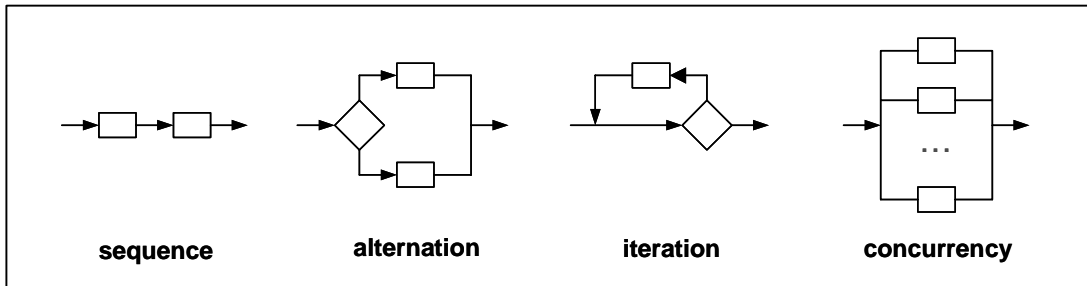 ...
sequence
alternation
iteration
concurrency